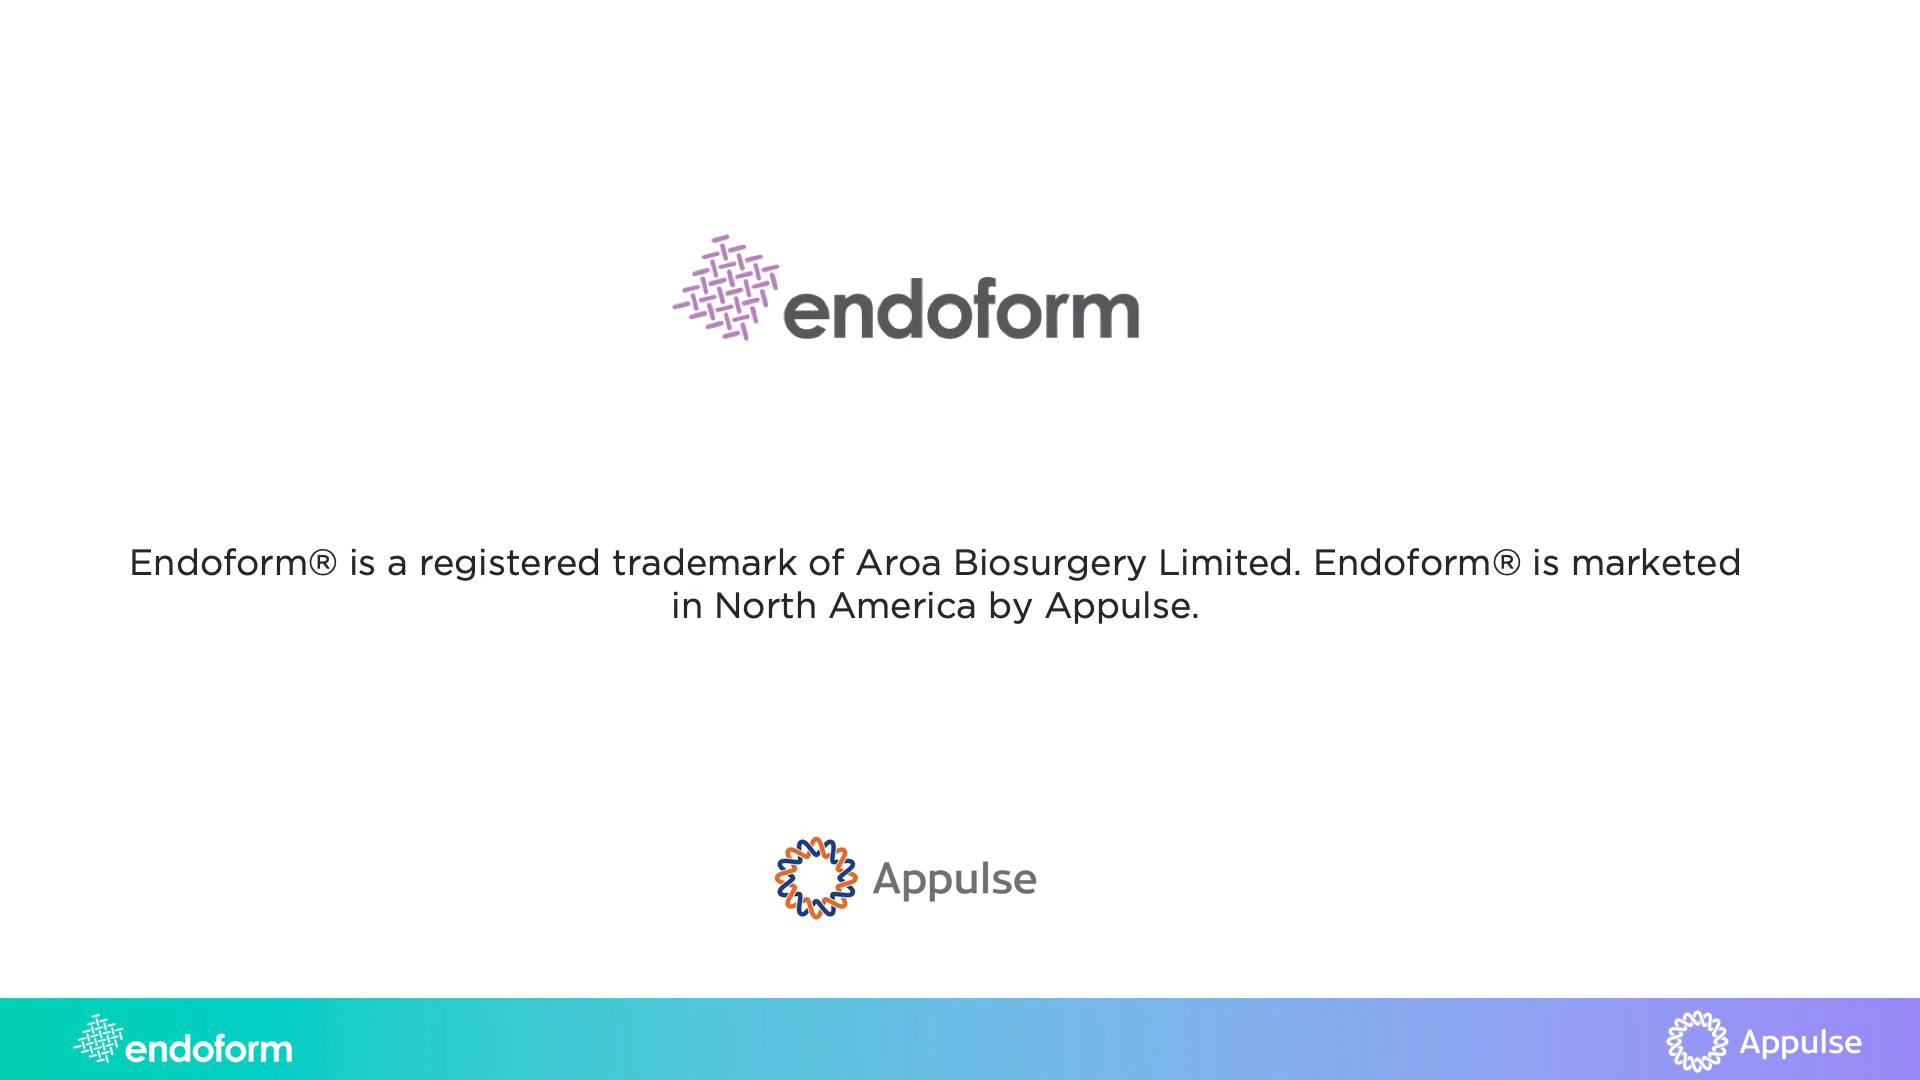 endoform
Endoform® is a registered trademark of Aroa Biosurgery Limited. Endoform® is marketed
in North America by Appulse.
Appulse
endoform
Appulse